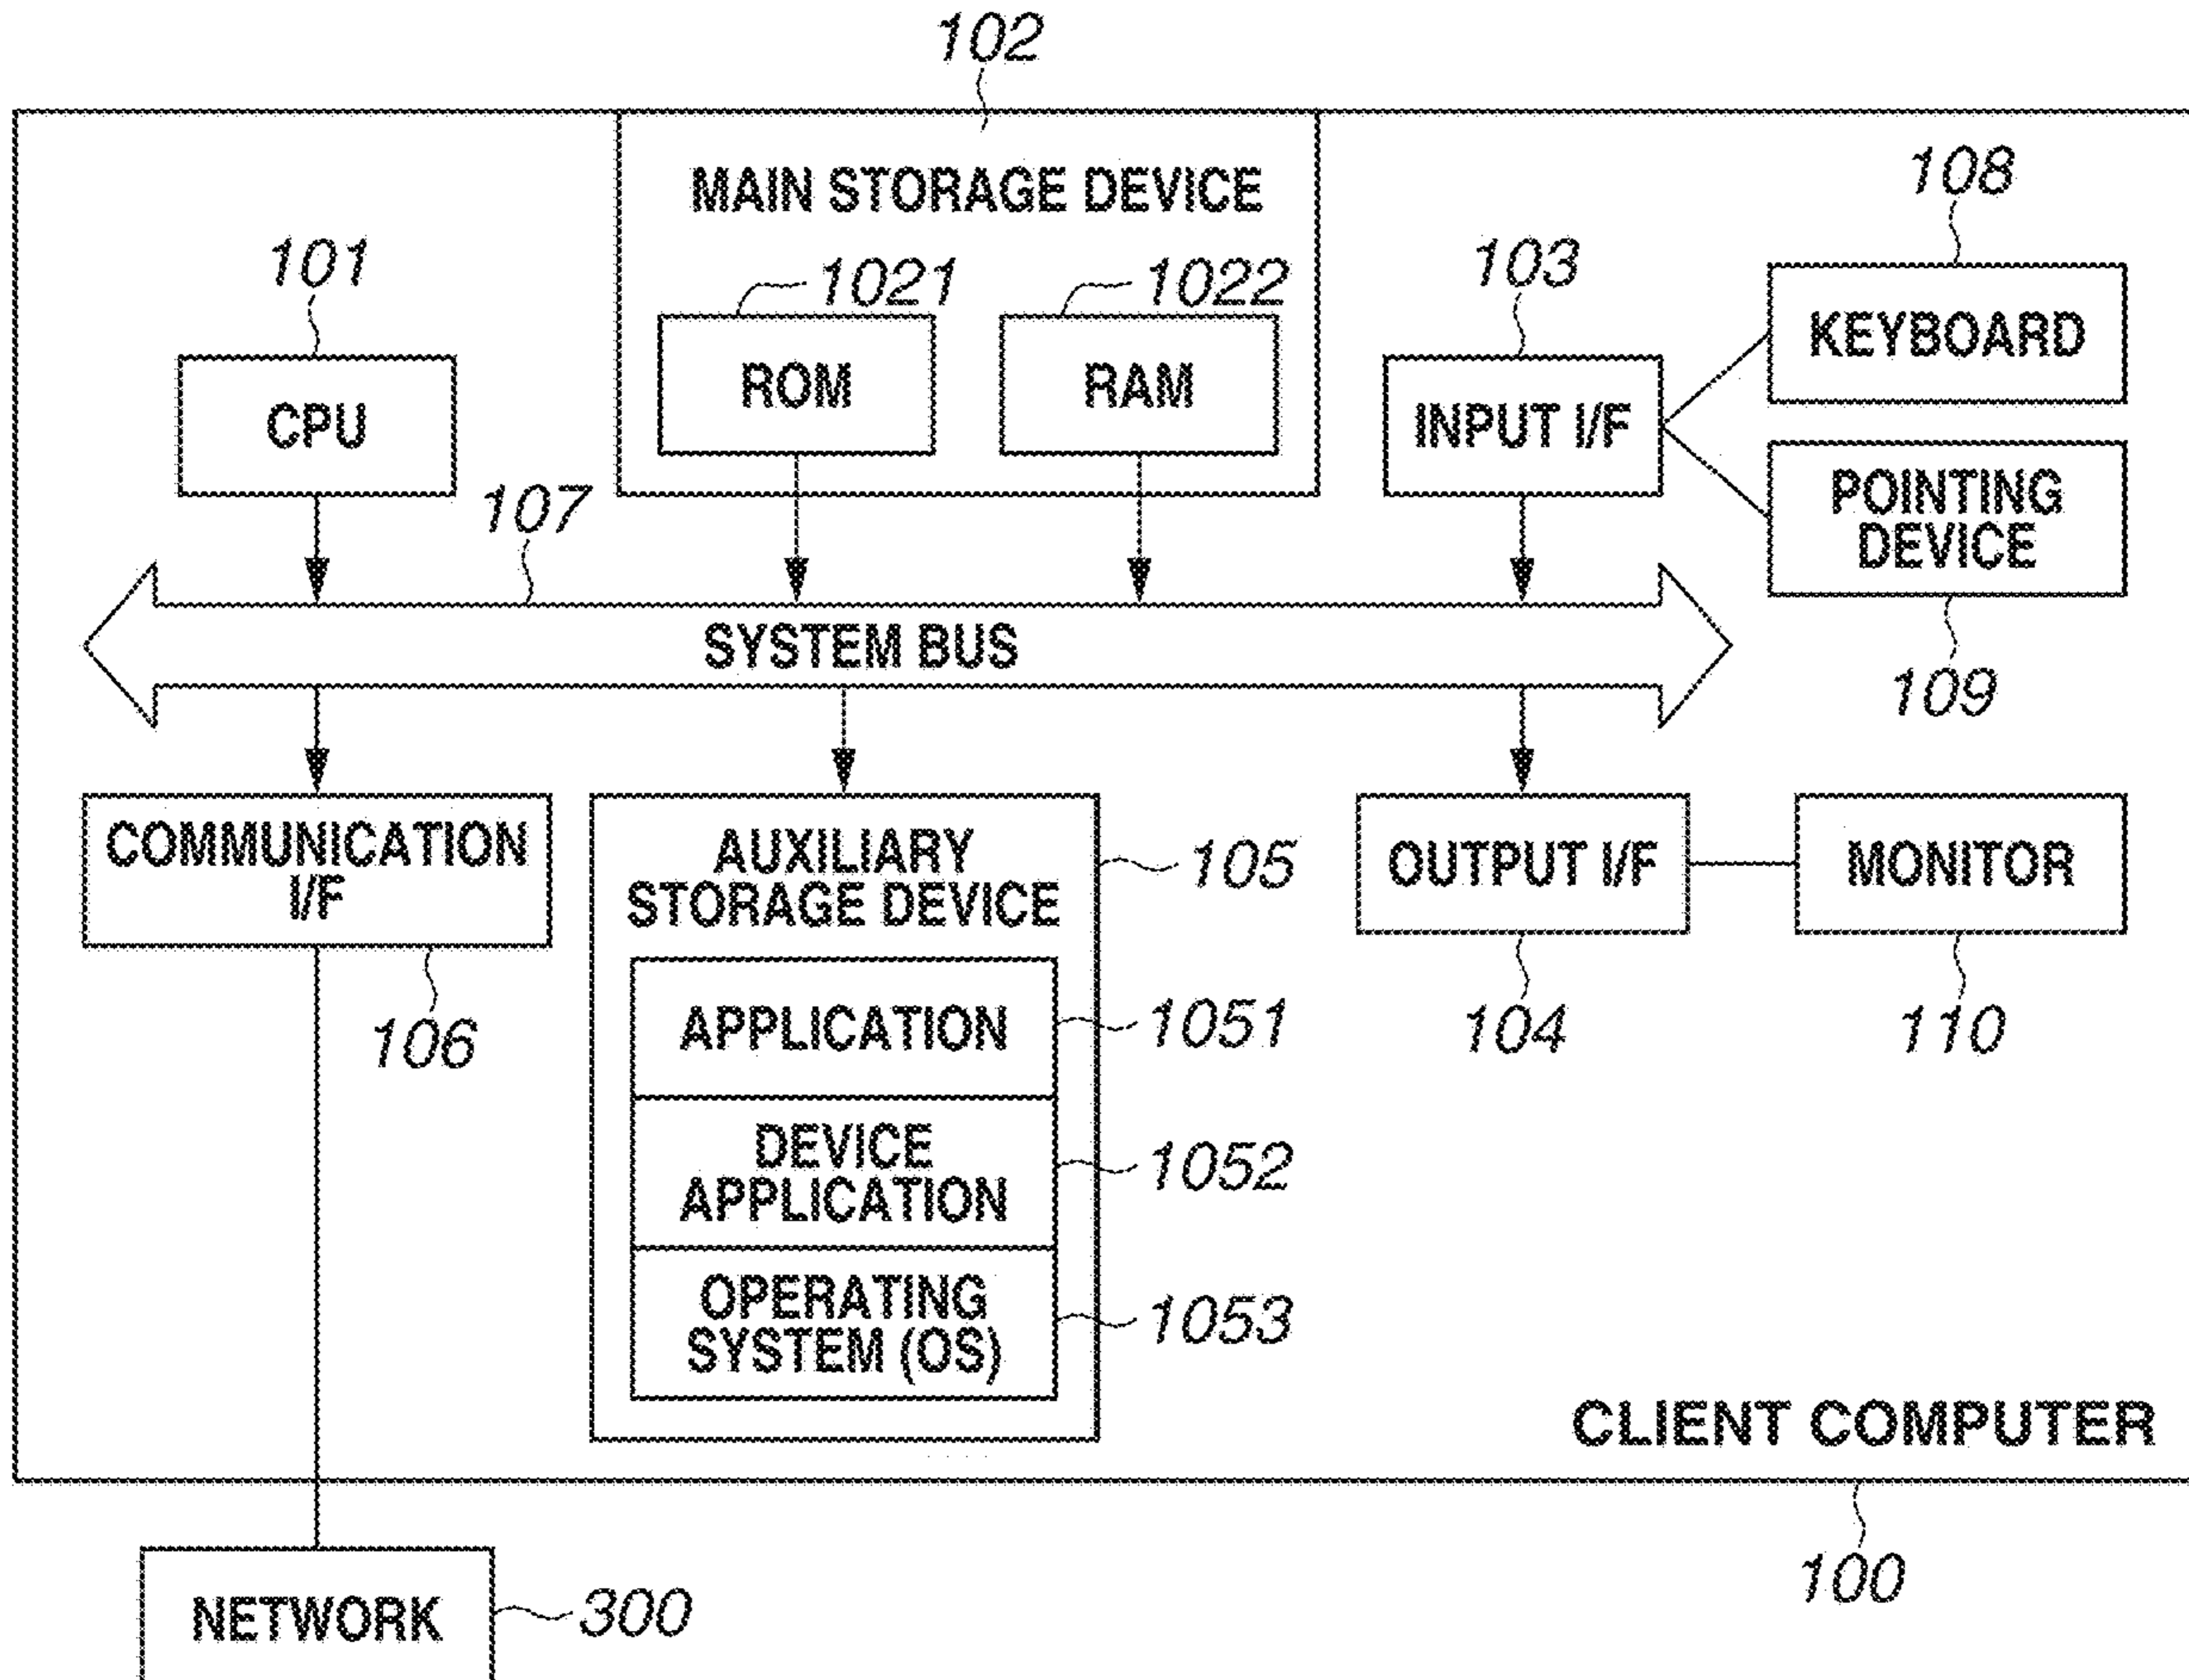 102
MAIN STORAGE DEVICE
108
101
1021
1022
103
KEYBOARD
ROM
RAM
CPU
INPUT I/F
107
POINTING
DEVICE
SYSTEM BUS
109
COMMUNICATION
I/F
AUXILIARY
STORAGE DEVICE
105
OUTPUT I/F
MONITOR
106
APPLICATION
1051
104
110
DEVICE
APPLICATION
1052
OPERATING
SYSTEM (OS)
1053
CLIENT COMPUTER
100
NETWORK
300